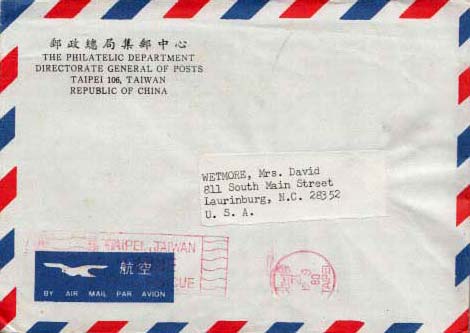 郵政總局集郵中心
THE PHILATELIC DEPARTMENT
DIRECTORATE GENERAL OF POSTS
TAIPEI 106, TAIWAN
REPUBLIC OF CHINA
WETMORE, Mrs. David
811 South Main Street
Laurinburg, N.C. 28352
U. S. A.
TAIPEI, TAIWAN
航空
BY AIR MAIL PAR AVION
80
TAIPEI